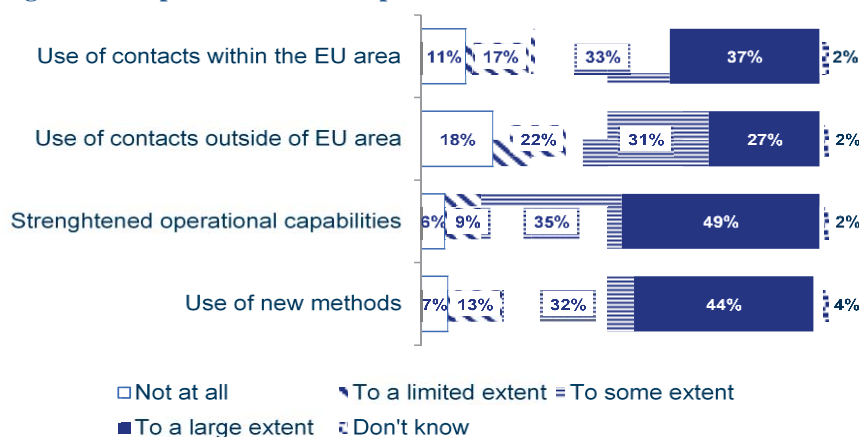 Use of contacts within the EU area 11% 17% 33% 37% 2%
Use of contacts outside of EU area 18% 22% 31% 27% 2%
Strenghtened operational capabilities 6% 9% 35% 49% 2%
Use of new methods 7% 13% 32% 44% 4%
Not at all To a limited extent To some extent
To a large extent Don't know